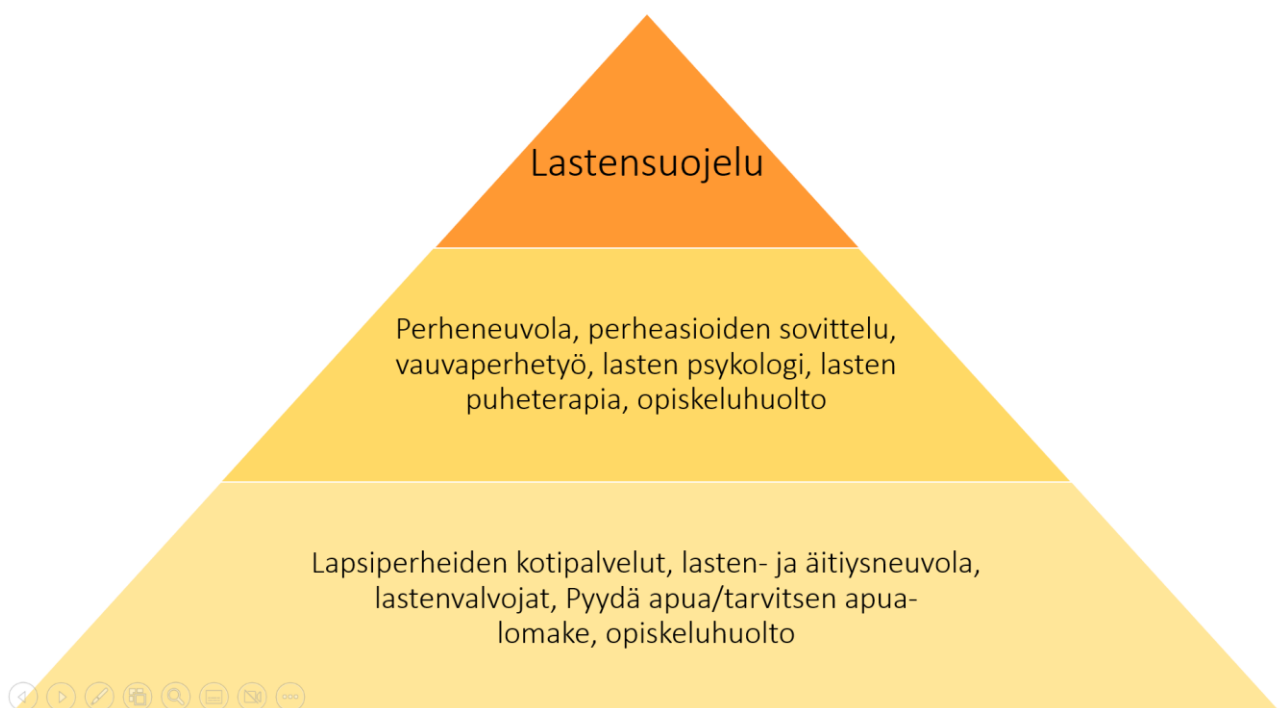 Lastensuojelu
Perheneuvola, perheasioiden sovittelu,
vauvaperhetyö, lasten psykologi, lasten
puheterapia, opiskeluhuolto
Lapsiperheiden kotipalvelut, lasten- ja äitiysneuvola,
lastenvalvojat, Pyydä apua/tarvitsen apua-
lomake, opiskeluhuolto